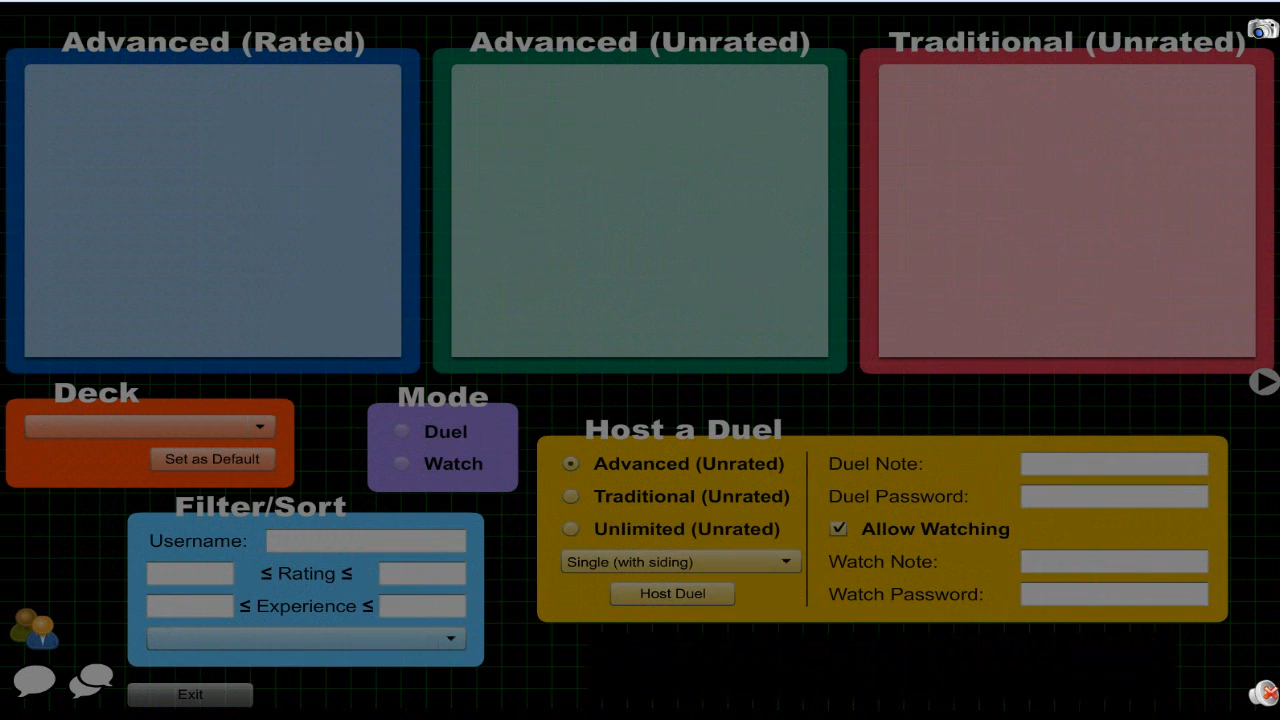 Advanced (Rated)
Advanced (Unrated)
Traditional (Unrated)
Deck
Set as Default
Mode
Duel
Watch
Filter/Sort
Username:
≤ Rating ≤
≤ Experience ≤
Exit
Host a Duel
Advanced (Unrated)
Traditional (Unrated)
Unlimited (Unrated)
Single (with siding)
Host Duel
Duel Note:
Duel Password:
Allow Watching
Watch Note:
Watch Password: